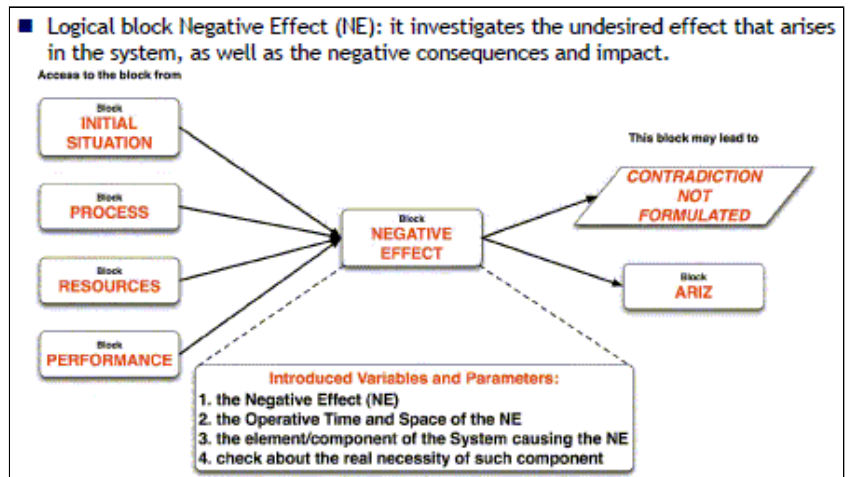 Logical block Negative Effect (NE): it investigates the undesired effect that arises
in the system, as well as the negative consequences and impact.
Access to the block from
Block
INITIAL
SITUATION
Block
PROCESS
Block
RESOURCES
Block
PERFORMANCE
Block
NEGATIVE
EFFECT
This block may lead to
CONTRADICTION
NOT
FORMULATED
Block
ARIZ
Introduced Variables and Parameters:
1. the Negative Effect (NE)
2. the Operative Time and Space of the NE
3. the element/component of the System causing the NE
4. check about the real necessity of such component